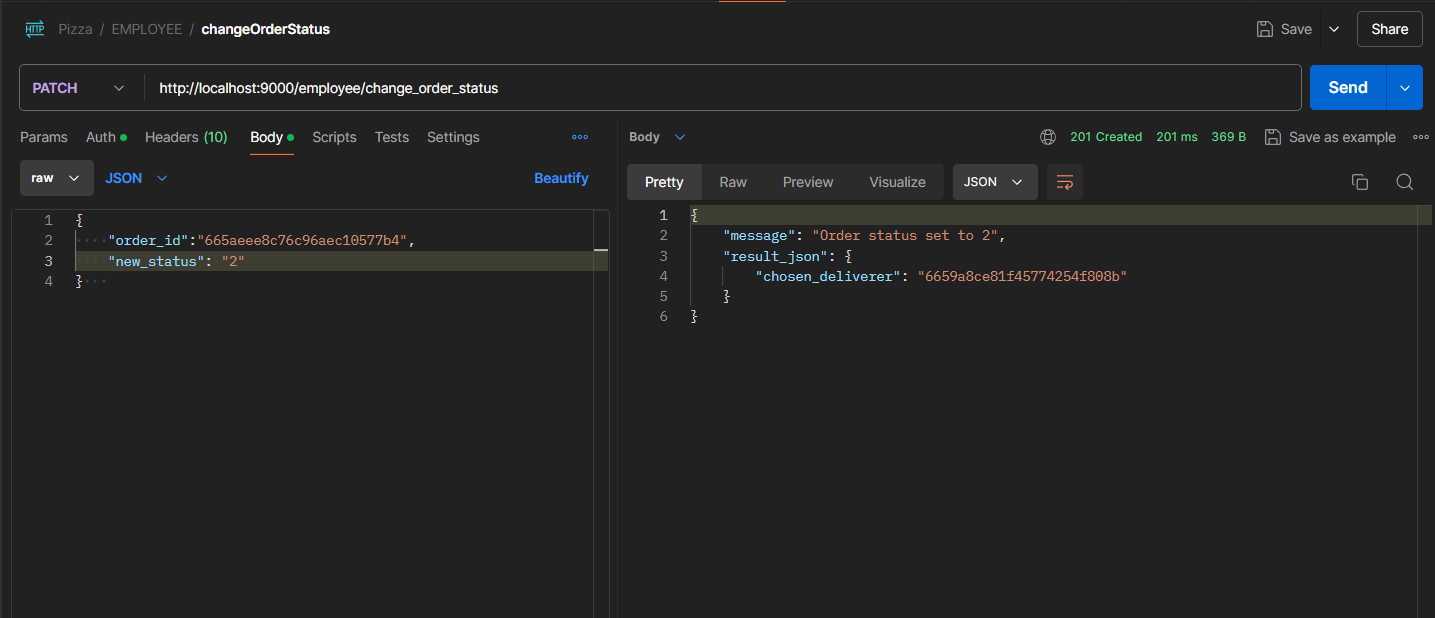 HTTP Pizza / EMPLOYEE / changeOrderStatus Save Share
PATCH http://localhost:9000/employee/change_order_status Send
Params Auth Headers (10) Body Scripts Tests Settings
raw JSON Beautify
1 {
2 "order_id":"665aeee8c76c96aec10577b4",
3 "new_status": "2"
4 }
Body 201 Created 201 ms 369 B Save as example
Pretty Raw Preview Visualize JSON
1 {
2 "message": "Order status set to 2",
3 "result_json": {
4 "chosen_deliverer": "6659a8ce81f45774254f808b"
5 }
6 }